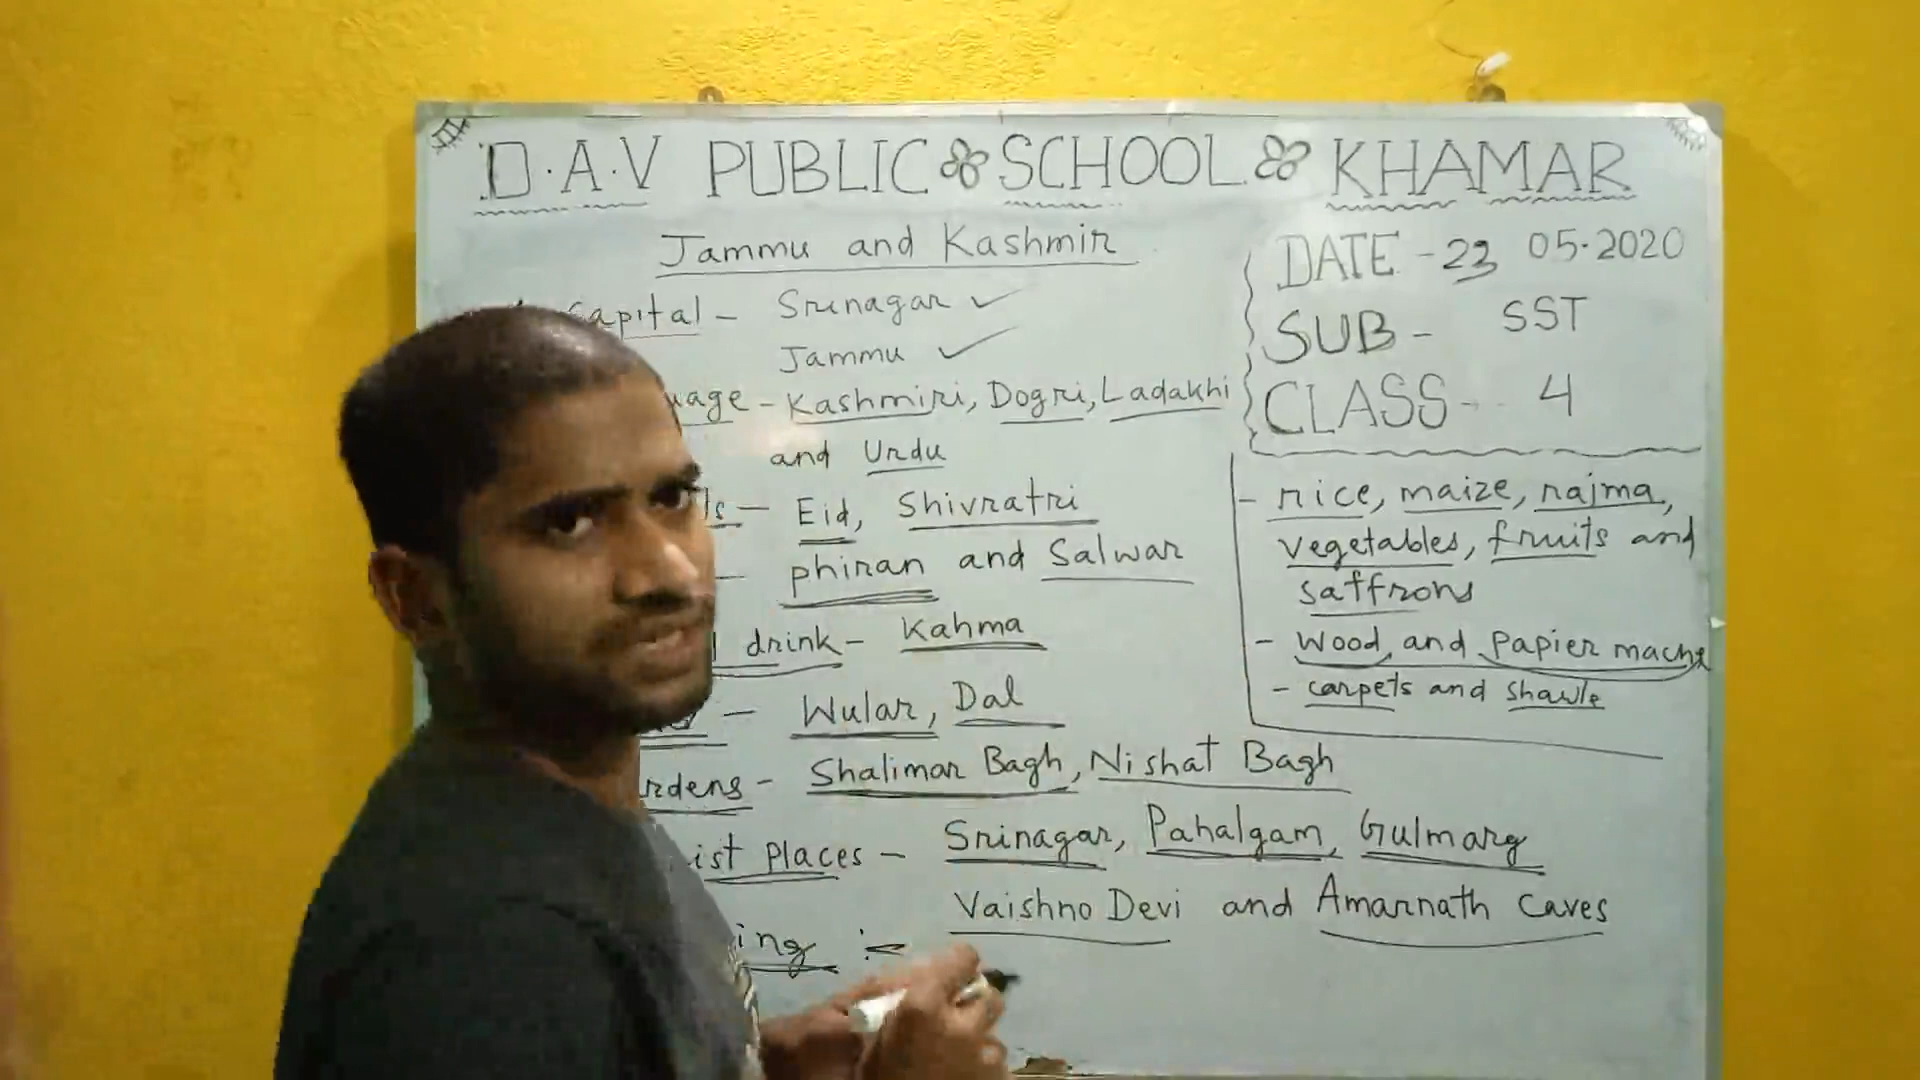 D.A.V PUBLIC SCHOOL KHAMAR
Jammu and Kashmir
DATE - 23 05.2020
SUB - SST
CLASS - 4
Capital - Srinagar
Jammu
uage - Kashmiri, Dogri, Ladakhi
and Urdu
ls - Eid, Shivratri
- phiran and Salwar
drink - Kahma
- Wular, Dal
rdens - Shalimar Bagh, Nishat Bagh
ist places - Srinagar, Pahalgam, Gulmarg
Vaishno Devi and Amarnath Caves
ing :-
- rice, maize, rajma,
vegetables, fruits and
saffrons
- wood and papier mache
- carpets and shawls